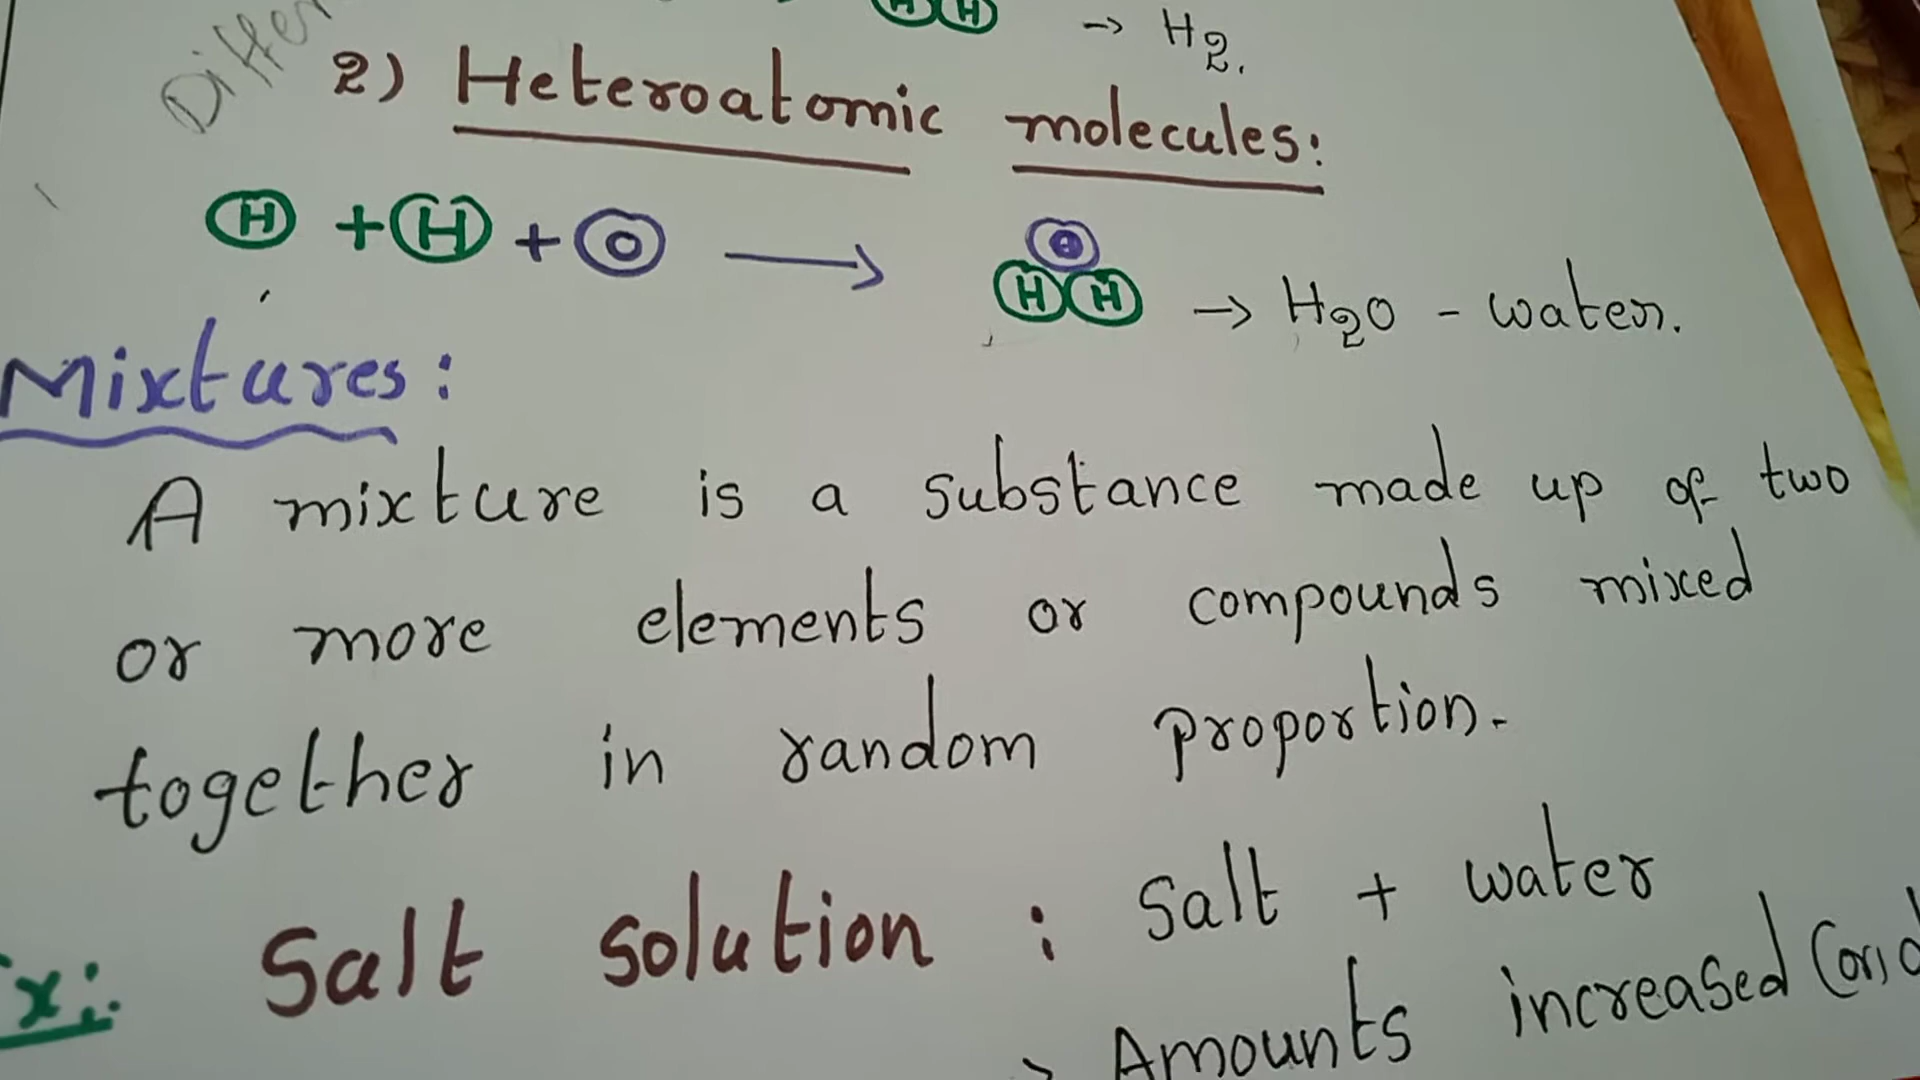 H H → H2.
2) Heteroatomic molecules:
H + H + O → O H H → H2O - water.
Mixtures:
A mixture is a substance made up of two
or more elements or compounds mixed
together in random proportion.
Salt solution : Salt + water
Amounts increased (or)